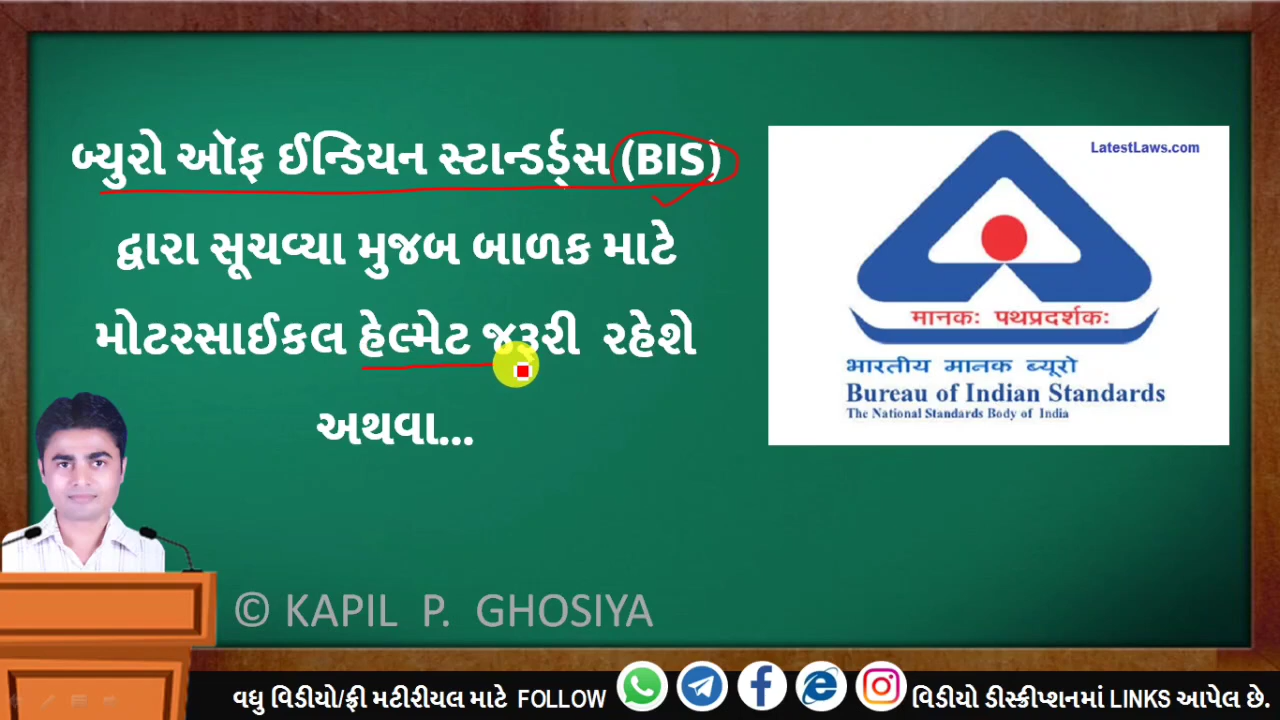 બ્યુરો ઑફ ઈન્ડિયન સ્ટાન્ડર્ડ્સ (BIS)
દ્વારા સૂચવ્યા મુજબ બાળક માટે
મોટરસાઈકલ હેલ્મેટ જરૂરી રહેશે
અથવા...
LatestLaws.com
मानकः पथप्रदर्शकः
भारतीय मानक ब्यूरो
Bureau of Indian Standards
The National Standards Body of India
© KAPIL P. GHOSIYA
વધુ વિડીયો/ફ્રી મટીરીયલ માટે FOLLOW
વિડીયો ડીસ્ક્રીપ્શનમાં LINKS આપેલ છે.